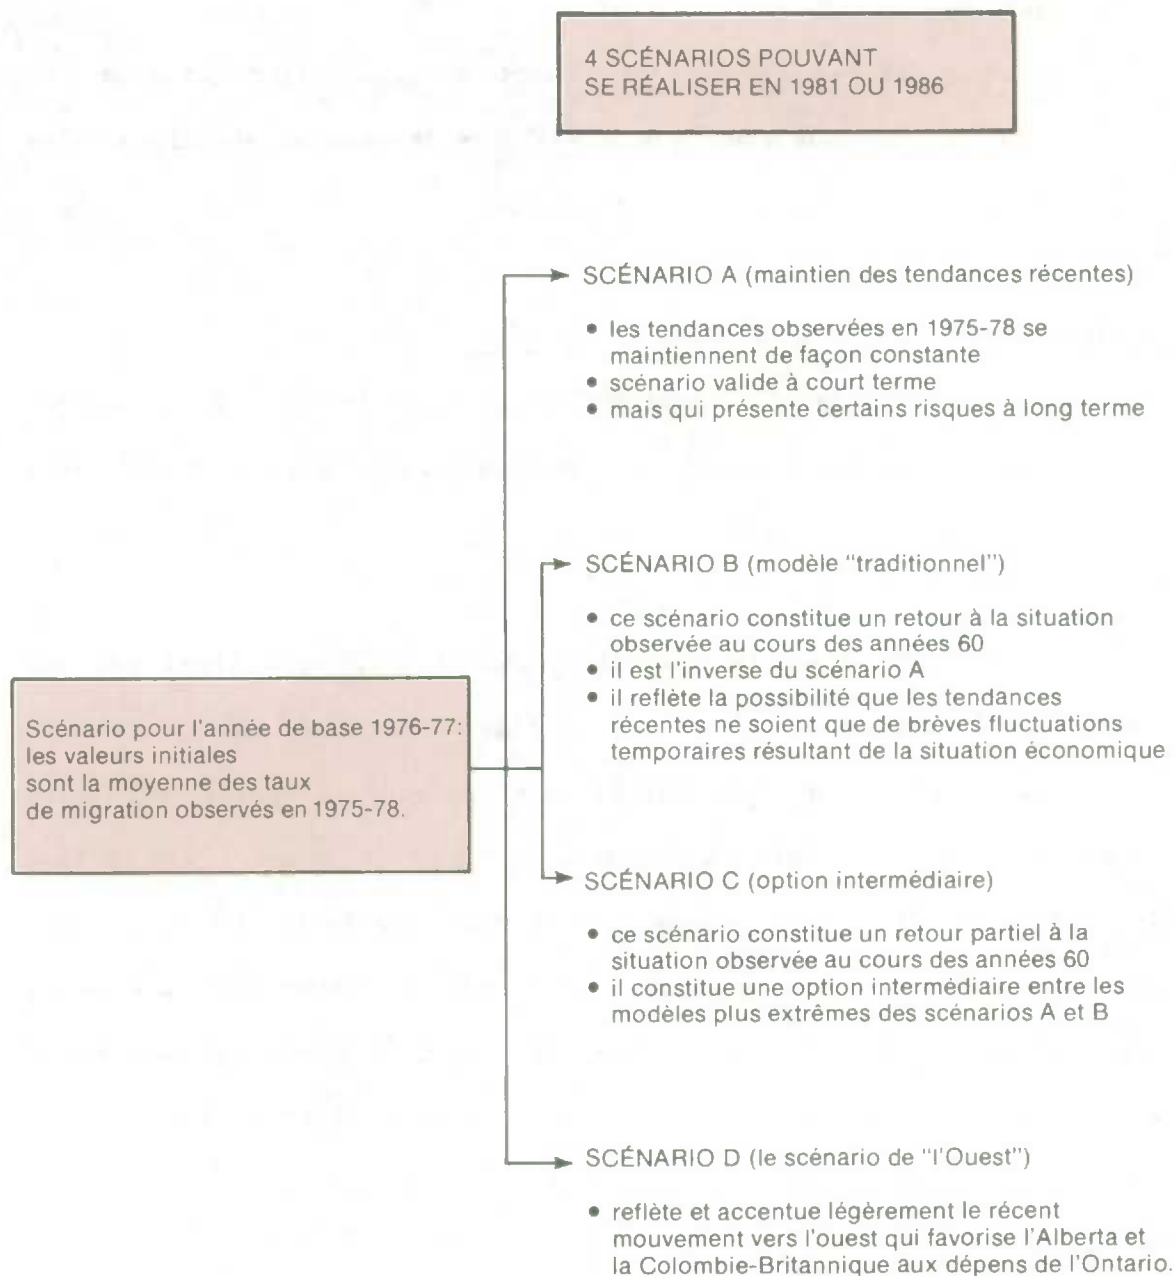 4 SCÉNARIOS POUVANT
SE RÉALISER EN 1981 OU 1986
SCÉNARIO A (maintien des tendances récentes)
• les tendances observées en 1975-78 se
maintiennent de façon constante
• scénario valide à court terme
• mais qui présente certains risques à long terme
SCÉNARIO B (modèle "traditionnel")
• ce scénario constitue un retour à la situation
observée au cours des années 60
• il est l'inverse du scénario A
• il reflète la possibilité que les tendances
récentes ne soient que de brèves fluctuations
temporaires résultant de la situation économique
Scénario pour l'année de base 1976-77:
les valeurs initiales
sont la moyenne des taux
de migration observés en 1975-78.
SCÉNARIO C (option intermédiaire)
• ce scénario constitue un retour partiel à la
situation observée au cours des années 60
• il constitue une option intermédiaire entre les
modèles plus extrêmes des scénarios A et B
SCÉNARIO D (le scénario de "l'Ouest")
• reflète et accentue légèrement le récent
mouvement vers l'ouest qui favorise l'Alberta et
la Colombie-Britannique aux dépens de l'Ontario.